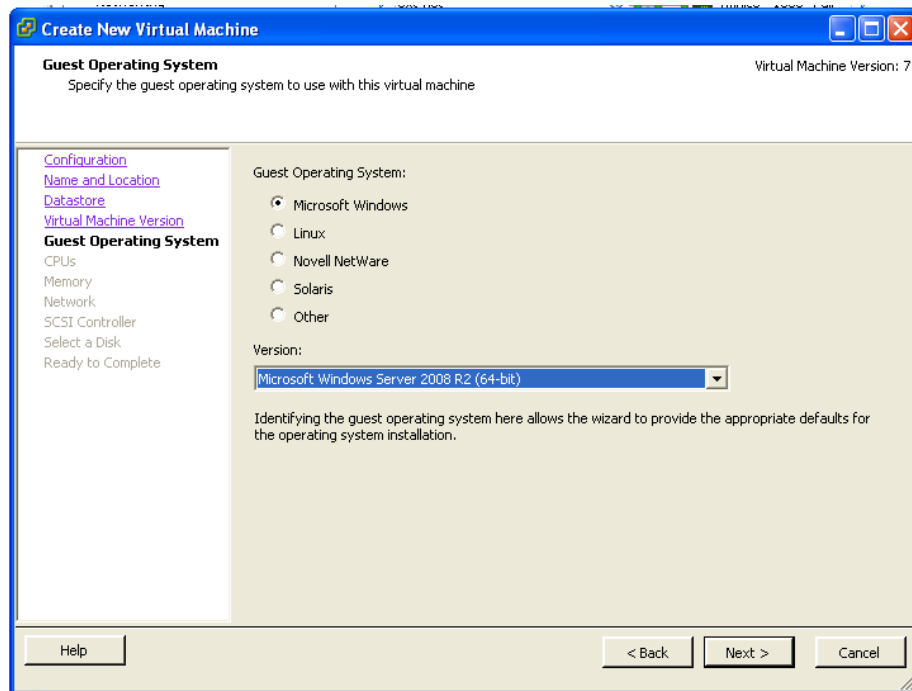 Create New Virtual Machine
Guest Operating System
Virtual Machine Version: 7
Specify the guest operating system to use with this virtual machine
Configuration
Name and Location
Datastore
Virtual Machine Version
Guest Operating System
CPUs
Memory
Network
SCSI Controller
Select a Disk
Ready to Complete
Guest Operating System:
Microsoft Windows
Linux
Novell NetWare
Solaris
Other
Version:
Microsoft Windows Server 2008 R2 (64-bit)
Identifying the guest operating system here allows the wizard to provide the appropriate defaults for
the operating system installation.
Help
< Back
Next >
Cancel